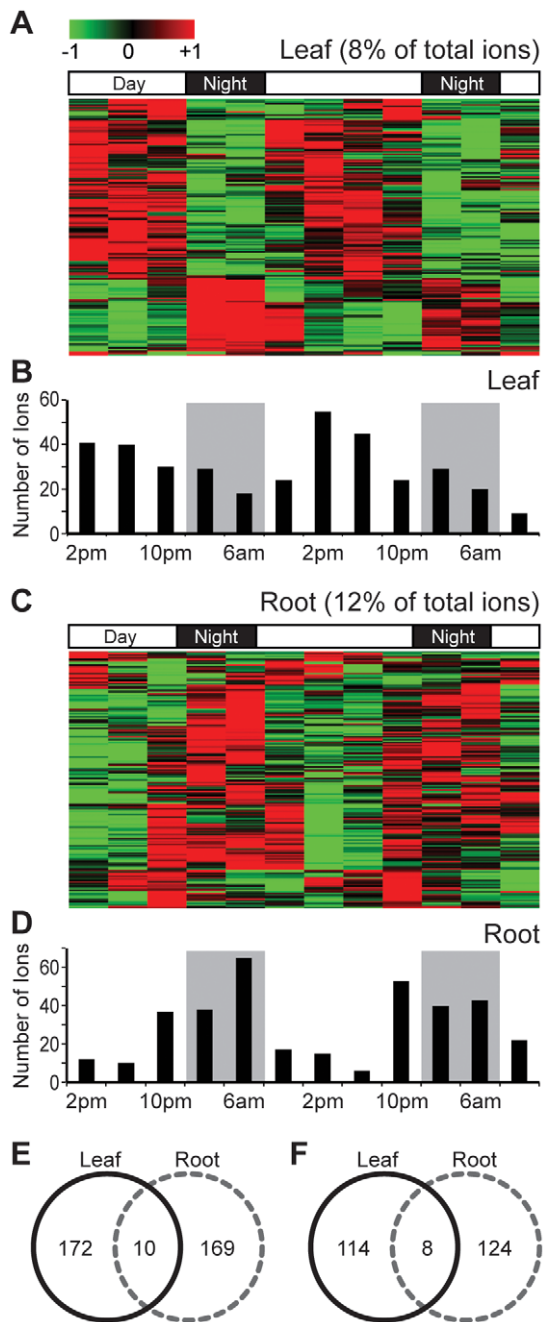 A
-1 0 +1
Leaf (8% of total ions)
Day Night Night
B
Leaf
Number of Ions
60
40
20
0
2pm 10pm 6am 2pm 10pm 6am
C
Root (12% of total ions)
Day Night Night
D
Root
Number of Ions
60
40
20
0
2pm 10pm 6am 2pm 10pm 6am
E
Leaf Root
172 10 169
F
Leaf Root
114 8 124